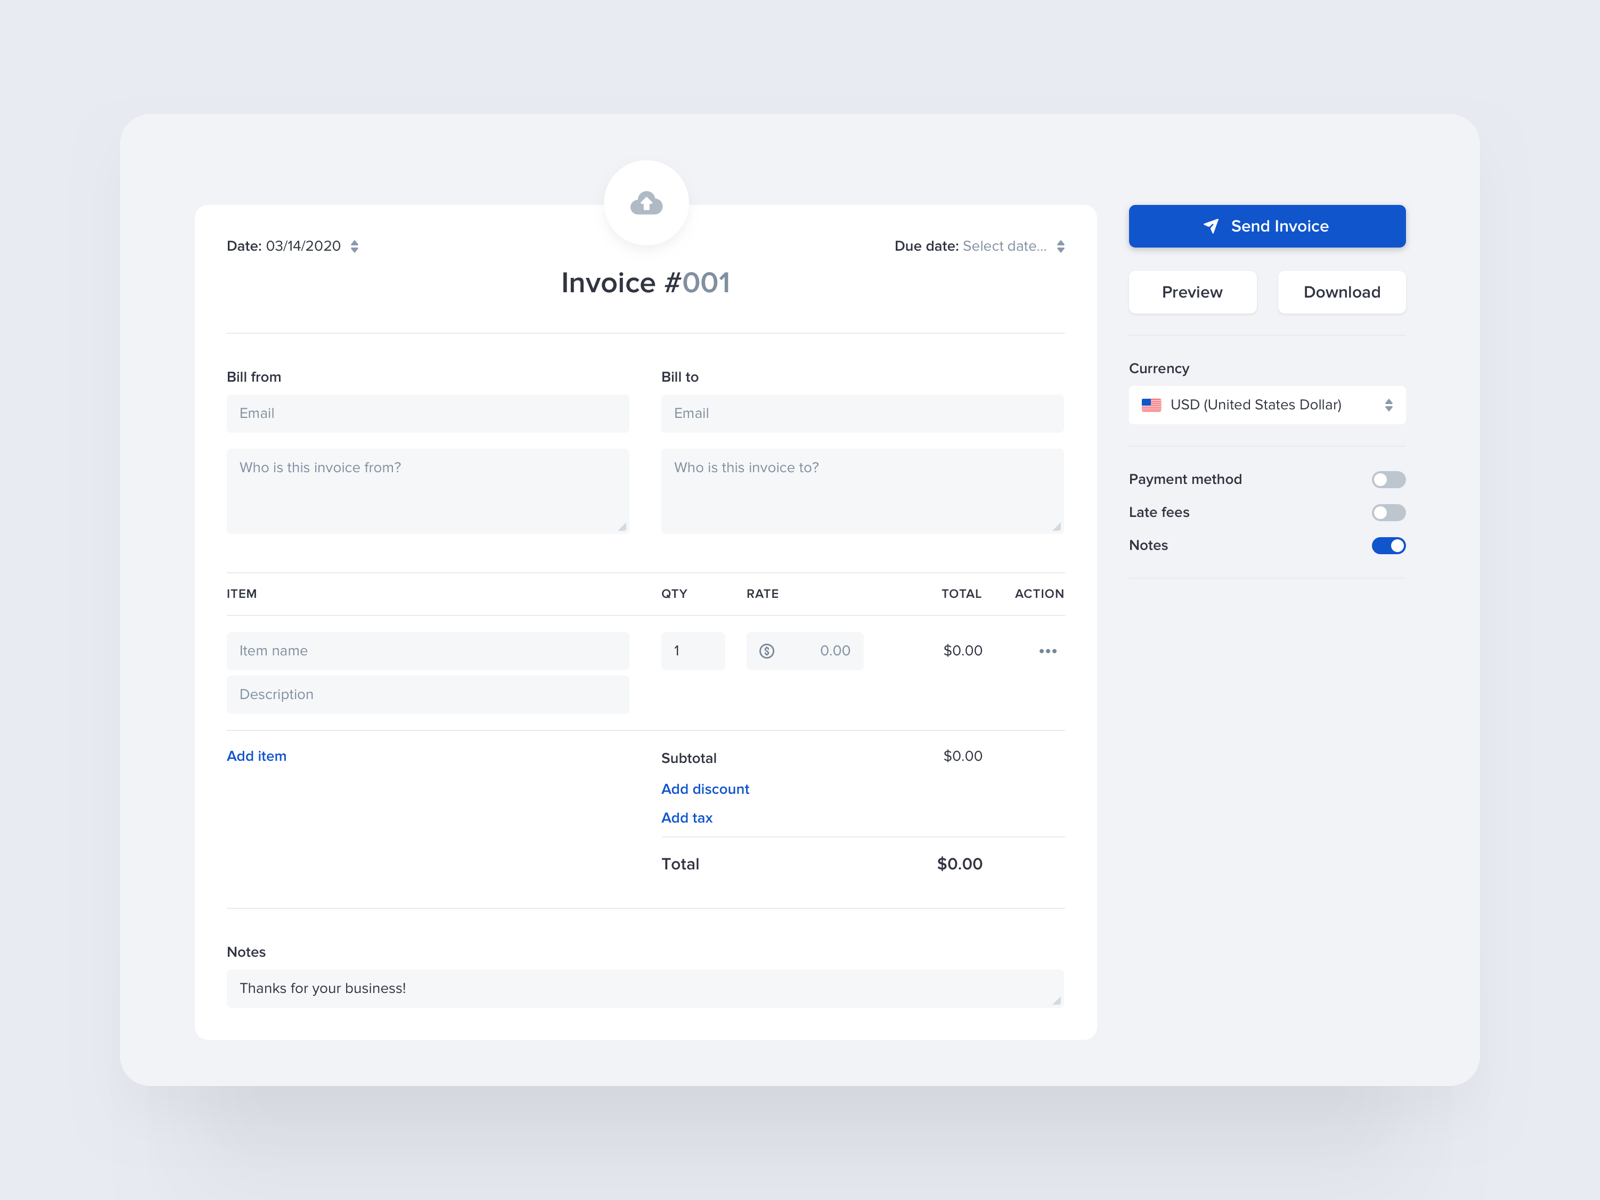 Date: 03/14/2020
Due date: Select date...
Invoice #001
Bill from
Email
Who is this invoice from?
Bill to
Email
Who is this invoice to?
ITEM QTY RATE TOTAL ACTION
Item name 1 0.00 $0.00 •••
Description
Add item
Subtotal $0.00
Add discount
Add tax
Total $0.00
Notes
Thanks for your business!
Send Invoice
Preview Download
Currency
USD (United States Dollar)
Payment method
Late fees
Notes